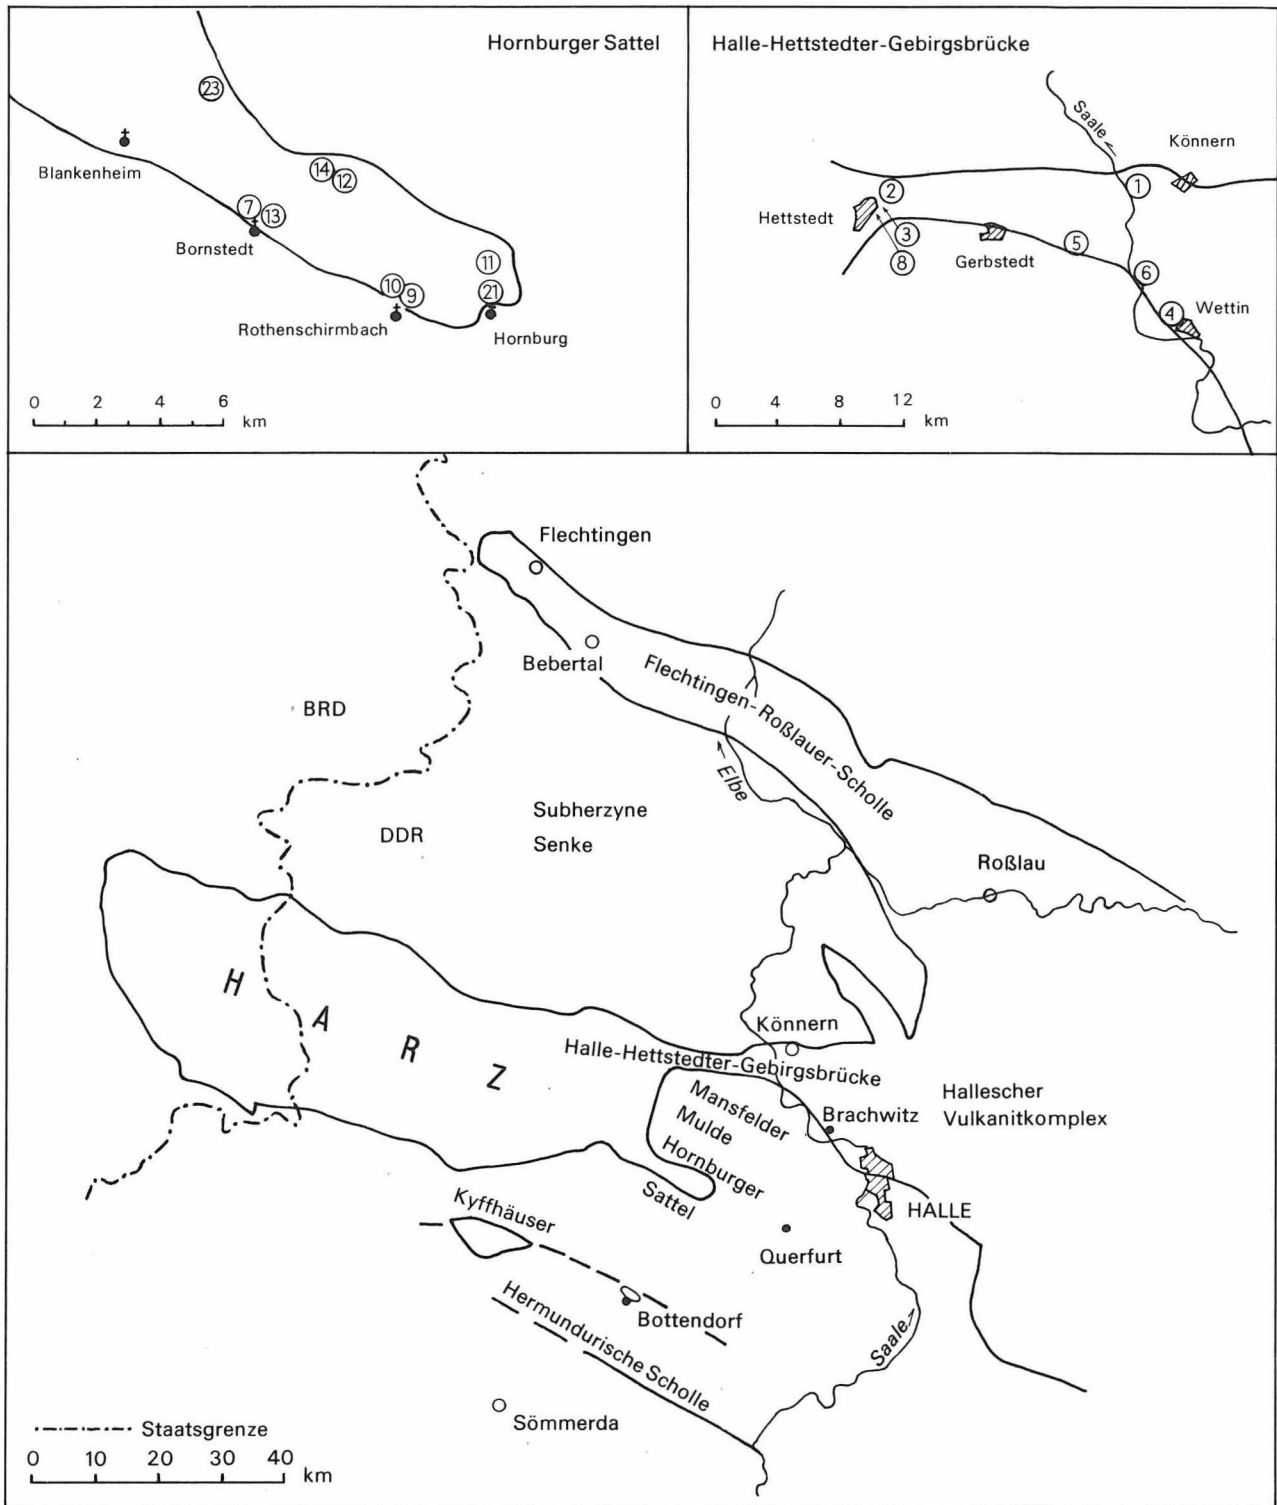 Hornburger Sattel
23
Blankenheim
14
12
7
13
Bornstedt
11
10
9
21
Rothenschirmbach
Hornburg
0 2 4 6
km
Halle-Hettstedter-Gebirgsbrücke
Saale
Könnern
1
2
Hettstedt
3
8
Gerbstedt
5
6
4
Wettin
0 4 8 12
km
Flechtingen
Bebertal
Flechtingen-Roßlauer-Scholle
BRD
Elbe
DDR
Subherzyne
Senke
Roßlau
HARZ
Könnern
Halle-Hettstedter-Gebirgsbrücke
Mansfelder
Mulde
Hornburger
Sattel
Brachwitz
Hallescher
Vulkanitkomplex
HALLE
Kyffhäuser
Querfurt
Bottendorf
Hermundurische Scholle
Saale
Sömmerda
Staatsgrenze
0 10 20 30 40
km